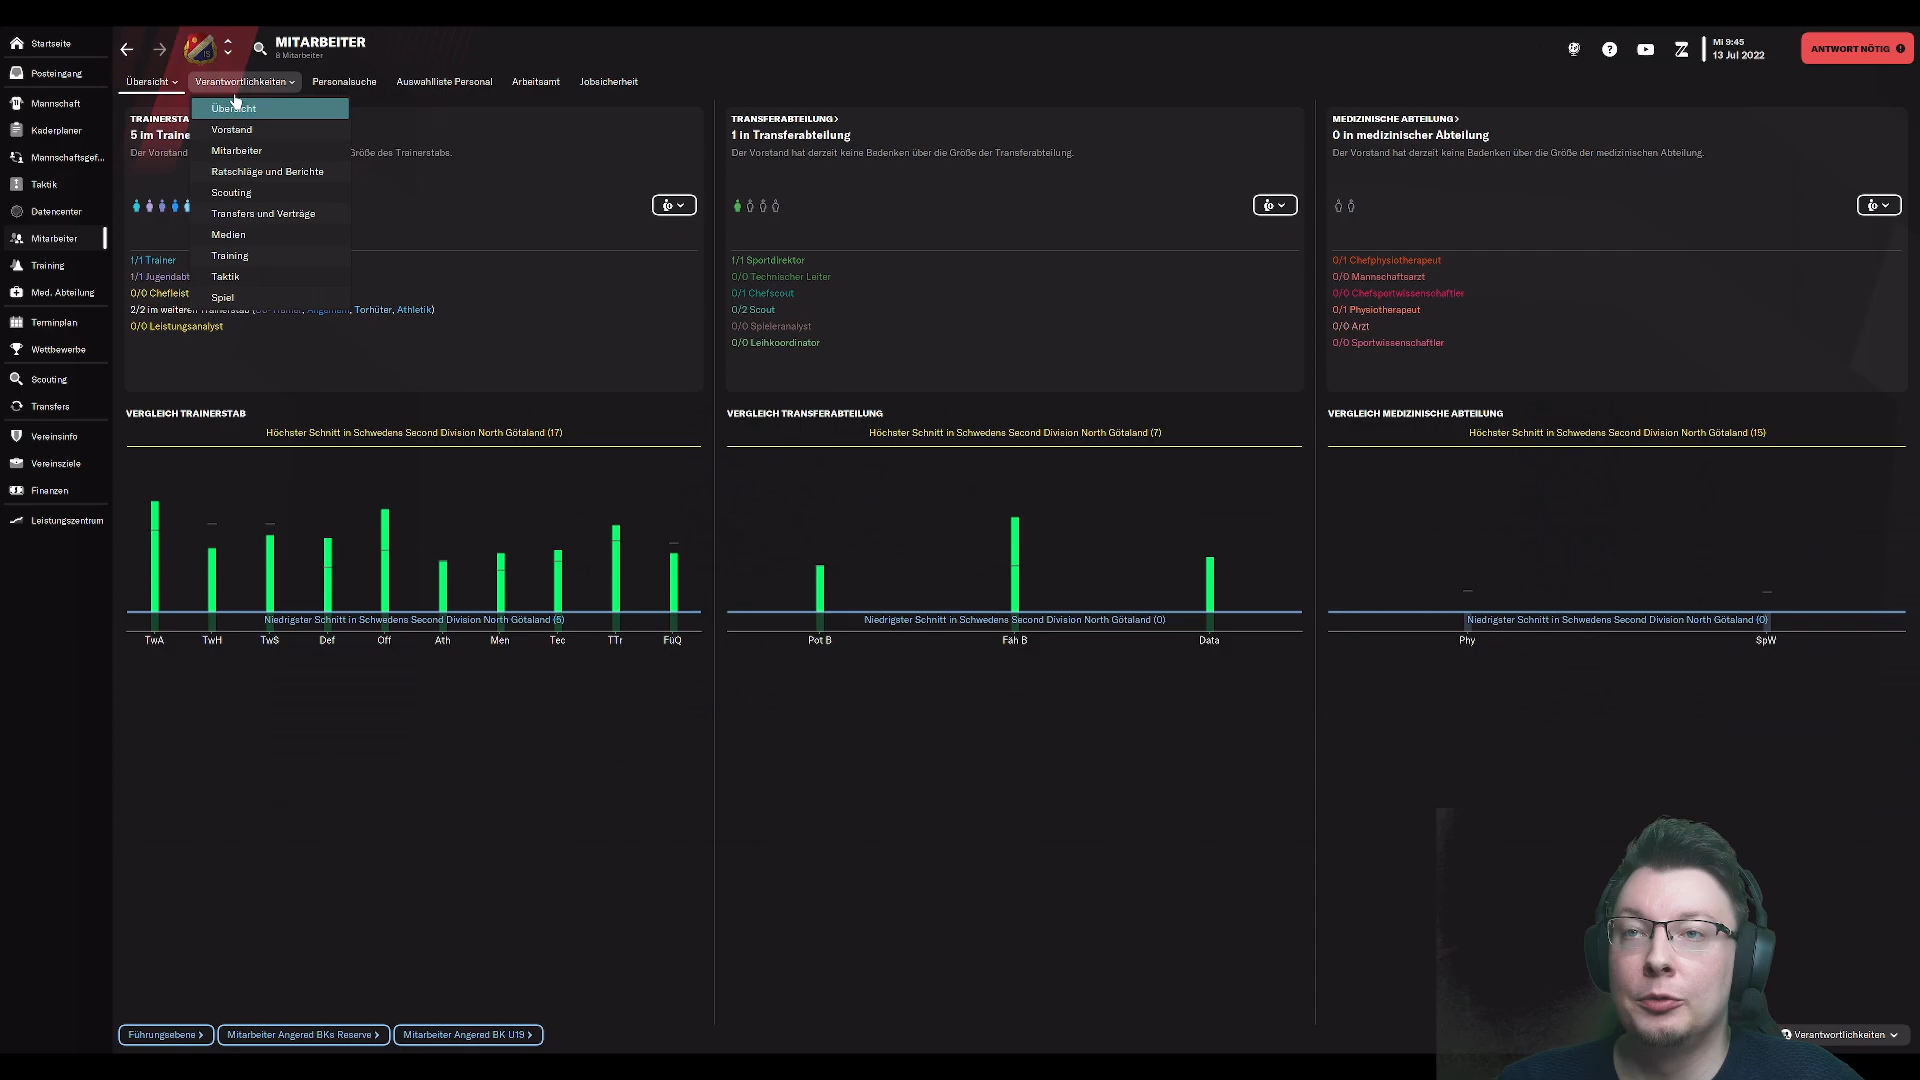 Startseite
Posteingang
Mannschaft
Kaderplaner
Mannschaftsgef...
Taktik
Datencenter
Mitarbeiter
Training
Med. Abteilung
Terminplan
Wettbewerbe
Scouting
Transfers
Vereinsinfo
Vereinsziele
Finanzen
Leistungszentrum
MITARBEITER
8 Mitarbeiter
Mi 9:45
13 Jul 2022
ANTWORT NÖTIG
Übersicht
Verantwortlichkeiten
Personalsuche
Auswahlliste Personal
Arbeitsamt
Jobsicherheit
Übersicht
Vorstand
Mitarbeiter
Ratschläge und Berichte
Scouting
Transfers und Verträge
Medien
Training
Taktik
Spiel
5 im Traine
Der Vorstand
Größe des Trainerstabs.
1/1 Trainer
1/1 Jugendabt
0/0 Chefleist
2/2 im weiteren Trainerstab (Co-Trainer, Allgemein, Torhüter, Athletik)
0/0 Leistungsanalyst
TRANSFERABTEILUNG>
1 in Transferabteilung
Der Vorstand hat derzeit keine Bedenken über die Größe der Transferabteilung.
1/1 Sportdirektor
0/0 Technischer Leiter
0/1 Chefscout
0/2 Scout
0/0 Spieleranalyst
0/0 Leihkoordinator
MEDIZINISCHE ABTEILUNG>
0 in medizinischer Abteilung
Der Vorstand hat derzeit keine Bedenken über die Größe der medizinischen Abteilung.
0/1 Chefphysiotherapeut
0/0 Mannschaftsarzt
0/0 Chefsportwissenschaftler
0/1 Physiotherapeut
0/0 Arzt
0/0 Sportwissenschaftler
VERGLEICH TRAINERSTAB
Höchster Schnitt in Schwedens Second Division North Götaland (17)
Niedrigster Schnitt in Schwedens Second Division North Götaland (5)
TwA TwH TwS Def Off Ath Men Tec TTr FüQ
VERGLEICH TRANSFERABTEILUNG
Höchster Schnitt in Schwedens Second Division North Götaland (7)
Niedrigster Schnitt in Schwedens Second Division North Götaland (0)
Pot B Fäh B Data
VERGLEICH MEDIZINISCHE ABTEILUNG
Höchster Schnitt in Schwedens Second Division North Götaland (15)
Niedrigster Schnitt in Schwedens Second Division North Götaland (0)
Phy SpW
Führungsebene >
Mitarbeiter Angered BKs Reserve >
Mitarbeiter Angered BK U19 >
Verantwortlichkeiten